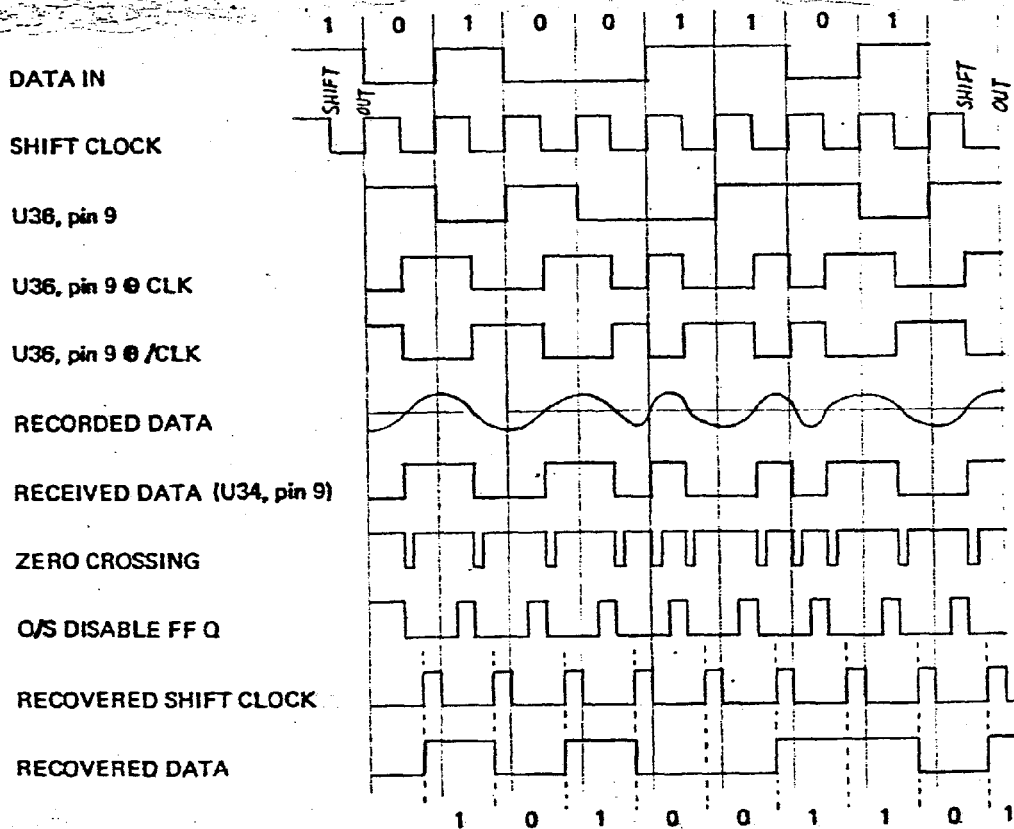 1 0 1 0 0 1 1 0 1
DATA IN
SHIFT
OUT
SHIFT
OUT
SHIFT CLOCK
U36, pin 9
U36, pin 9 ⊕ CLK
U36, pin 9 ⊕ /CLK
RECORDED DATA
RECEIVED DATA (U34, pin 9)
ZERO CROSSING
O/S DISABLE FF Q
RECOVERED SHIFT CLOCK
RECOVERED DATA
1 0 1 0 0 1 1 0 1